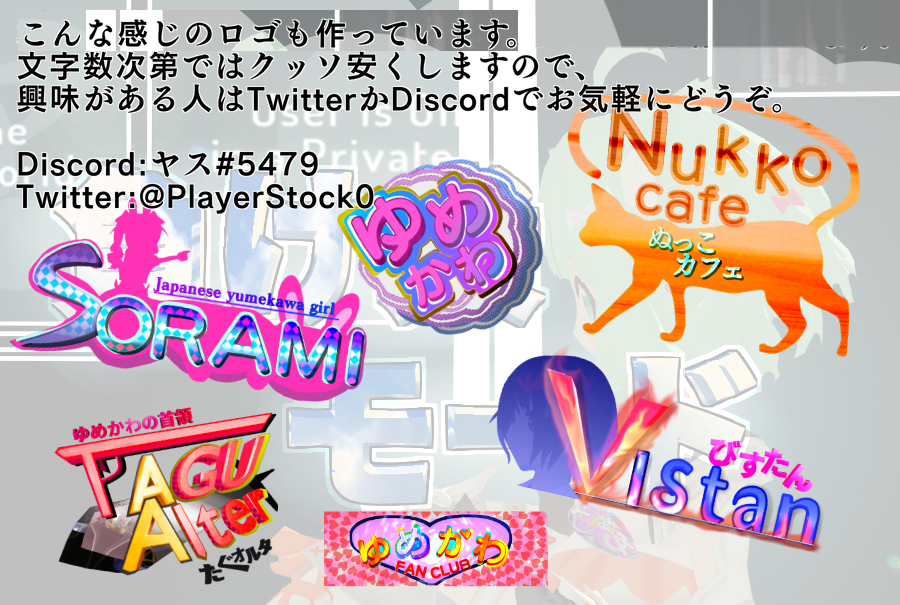 こんな感じのロゴも作っています。
文字数次第ではクッソ安くしますので、
興味がある人はTwitterかDiscordでお気軽にどうぞ。
Discord:ヤス#5479
Twitter:@PlayerStock0
Nukko
cafe
ぬっこ
カフェ
ゆめ
かわ
Japanese yumekawa girl
SORAMI
モード
ゆめかわの首領
TAGU
Alter
たぐオルタ
Vistan
びすたん
ゆめかわ
FAN CLUB
Private